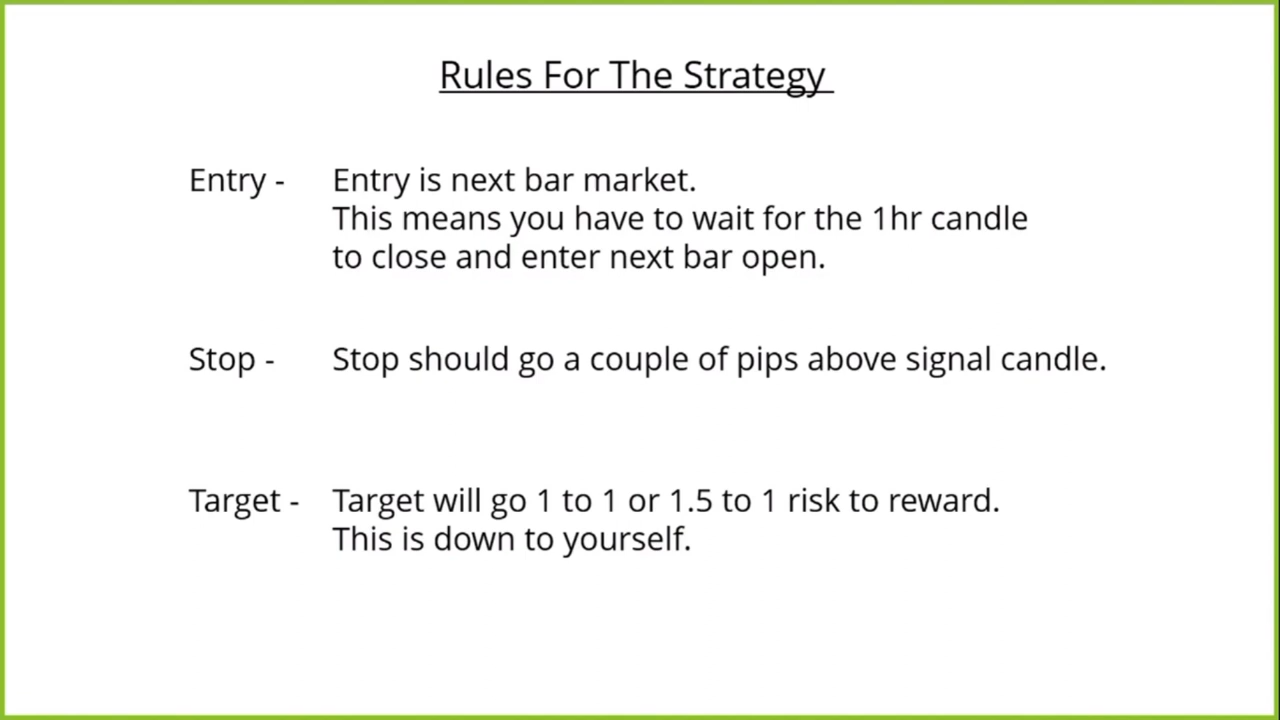 Rules For The Strategy
Entry - Entry is next bar market.
This means you have to wait for the 1hr candle
to close and enter next bar open.
Stop - Stop should go a couple of pips above signal candle.
Target - Target will go 1 to 1 or 1.5 to 1 risk to reward.
This is down to yourself.